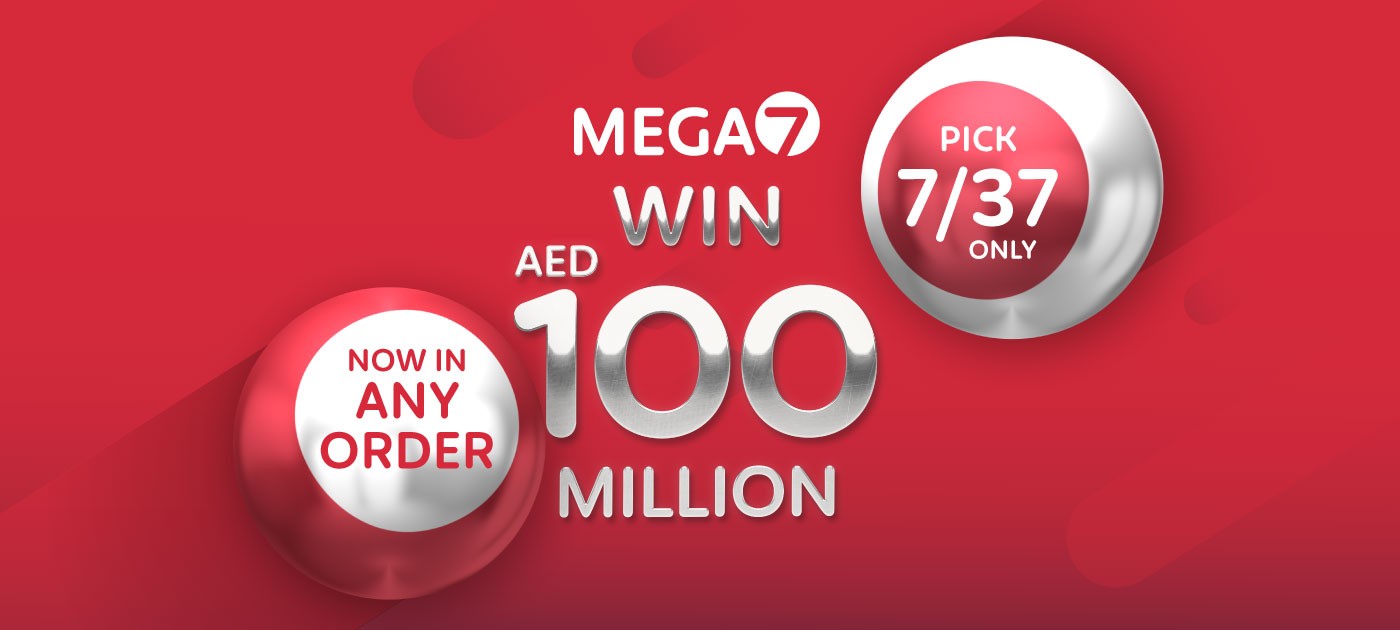 MEGA7
WIN
AED
100
MILLION
PICK
7/37
ONLY
NOW IN
ANY
ORDER